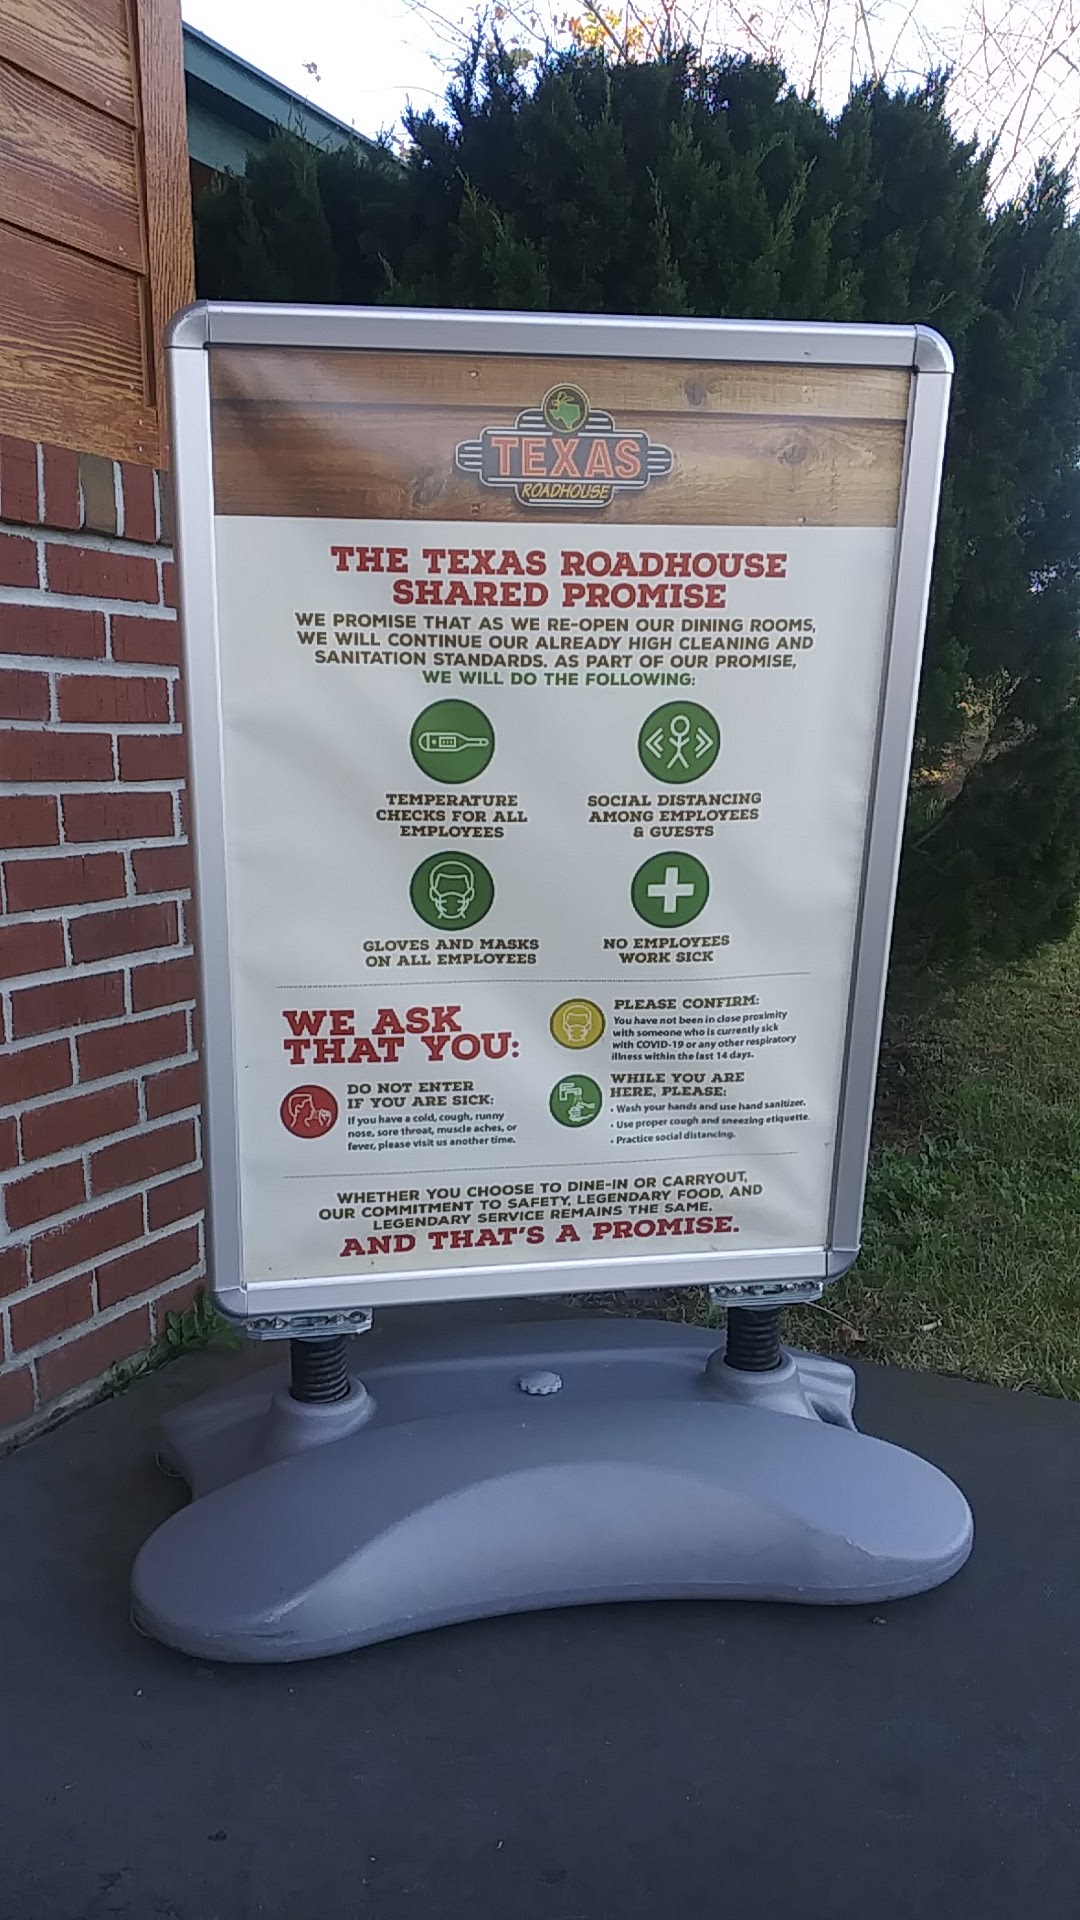 TEXAS
ROADHOUSE
THE TEXAS ROADHOUSE
SHARED PROMISE
WE PROMISE THAT AS WE RE-OPEN OUR DINING ROOMS,
WE WILL CONTINUE OUR ALREADY HIGH CLEANING AND
SANITATION STANDARDS. AS PART OF OUR PROMISE,
WE WILL DO THE FOLLOWING:
TEMPERATURE
CHECKS FOR ALL
EMPLOYEES
SOCIAL DISTANCING
AMONG EMPLOYEES
& GUESTS
GLOVES AND MASKS
ON ALL EMPLOYEES
NO EMPLOYEES
WORK SICK
WE ASK
THAT YOU:
DO NOT ENTER
IF YOU ARE SICK:
If you have a cold, cough, runny
nose, sore throat, muscle aches, or
fever, please visit us another time.
PLEASE CONFIRM:
You have not been in close proximity
with someone who is currently sick
with COVID-19 or any other respiratory
illness within the last 14 days.
WHILE YOU ARE
HERE, PLEASE:
• Wash your hands and use hand sanitizer.
• Use proper cough and sneezing etiquette.
• Practice social distancing.
WHETHER YOU CHOOSE TO DINE-IN OR CARRYOUT,
OUR COMMITMENT TO SAFETY, LEGENDARY FOOD, AND
LEGENDARY SERVICE REMAINS THE SAME.
AND THAT'S A PROMISE.